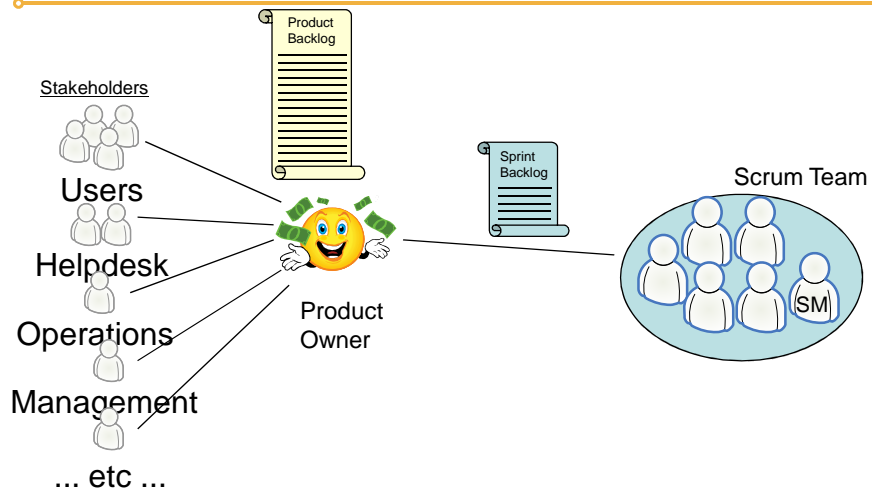 Product
Backlog
Stakeholders
Users
Helpdesk
Operations
Management
... etc ...
Product
Owner
Sprint
Backlog
Scrum Team
SM